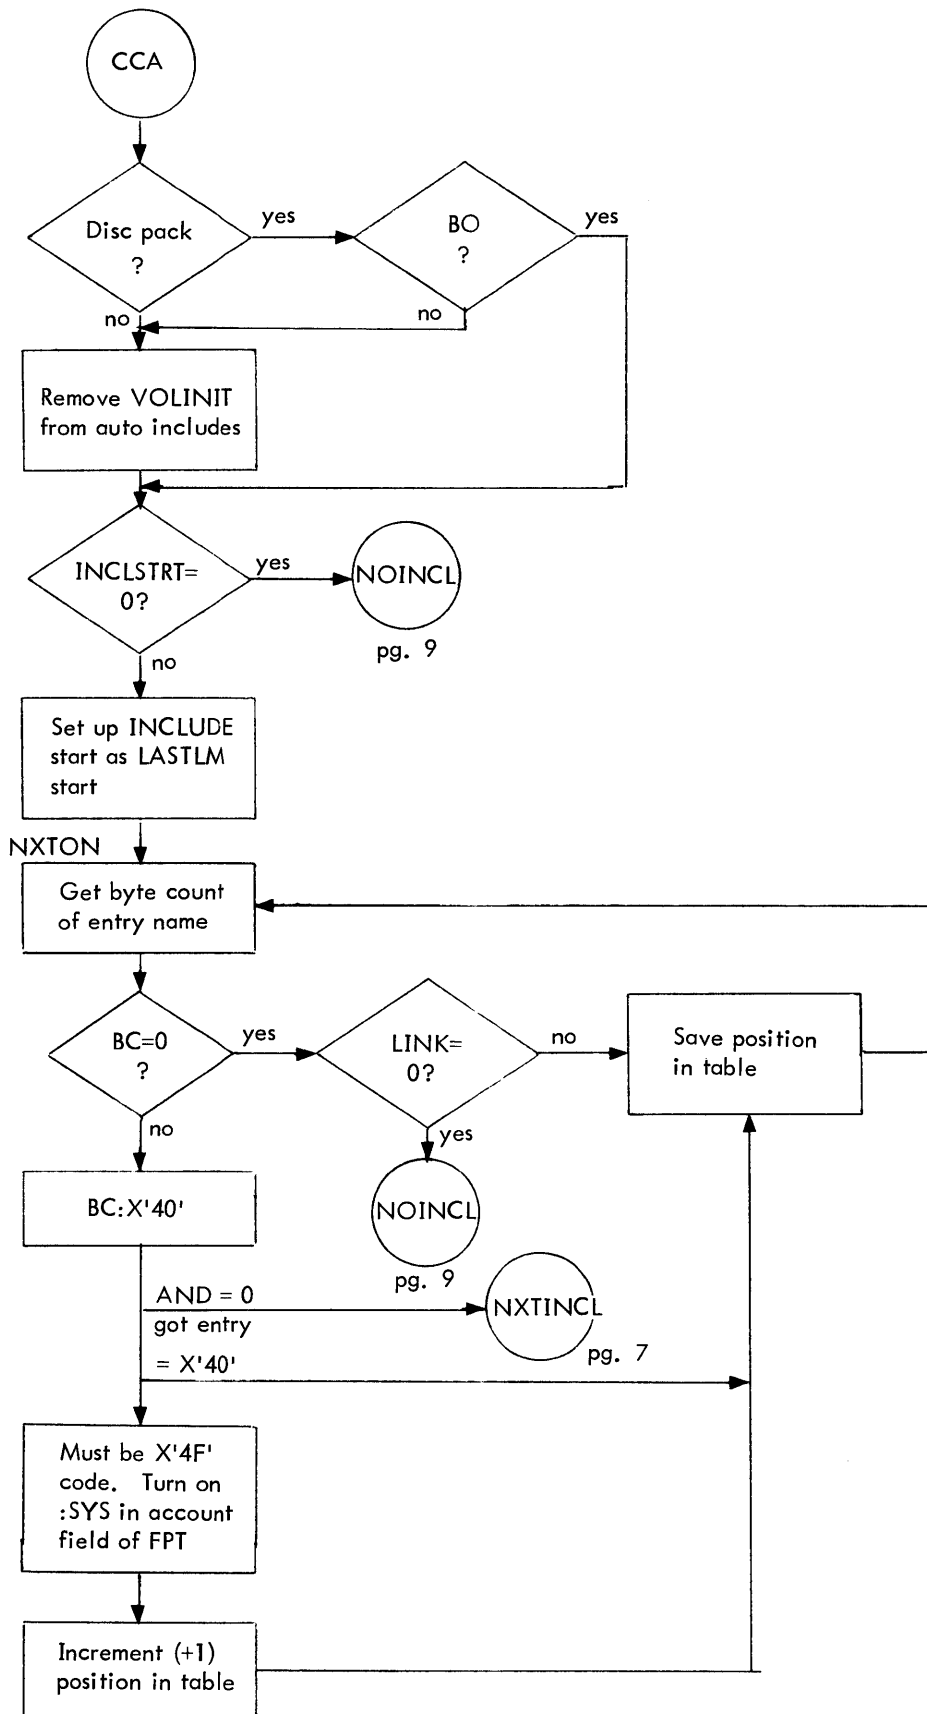 CCA
Disc pack
?
yes
BO
?
yes
no
no
Remove VOLINIT
from auto includes
INCLSTRT=
0?
yes
NOINCL
pg. 9
no
Set up INCLUDE
start as LASTLM
start
NXTON
Get byte count
of entry name
BC=0
?
yes
LINK=
0?
no
Save position
in table
no
yes
BC:X'40'
NOINCL
pg. 9
AND = 0
got entry
NXTINCL
pg. 7
= X'40'
Must be X'4F'
code. Turn on
:SYS in account
field of FPT
Increment (+1)
position in table